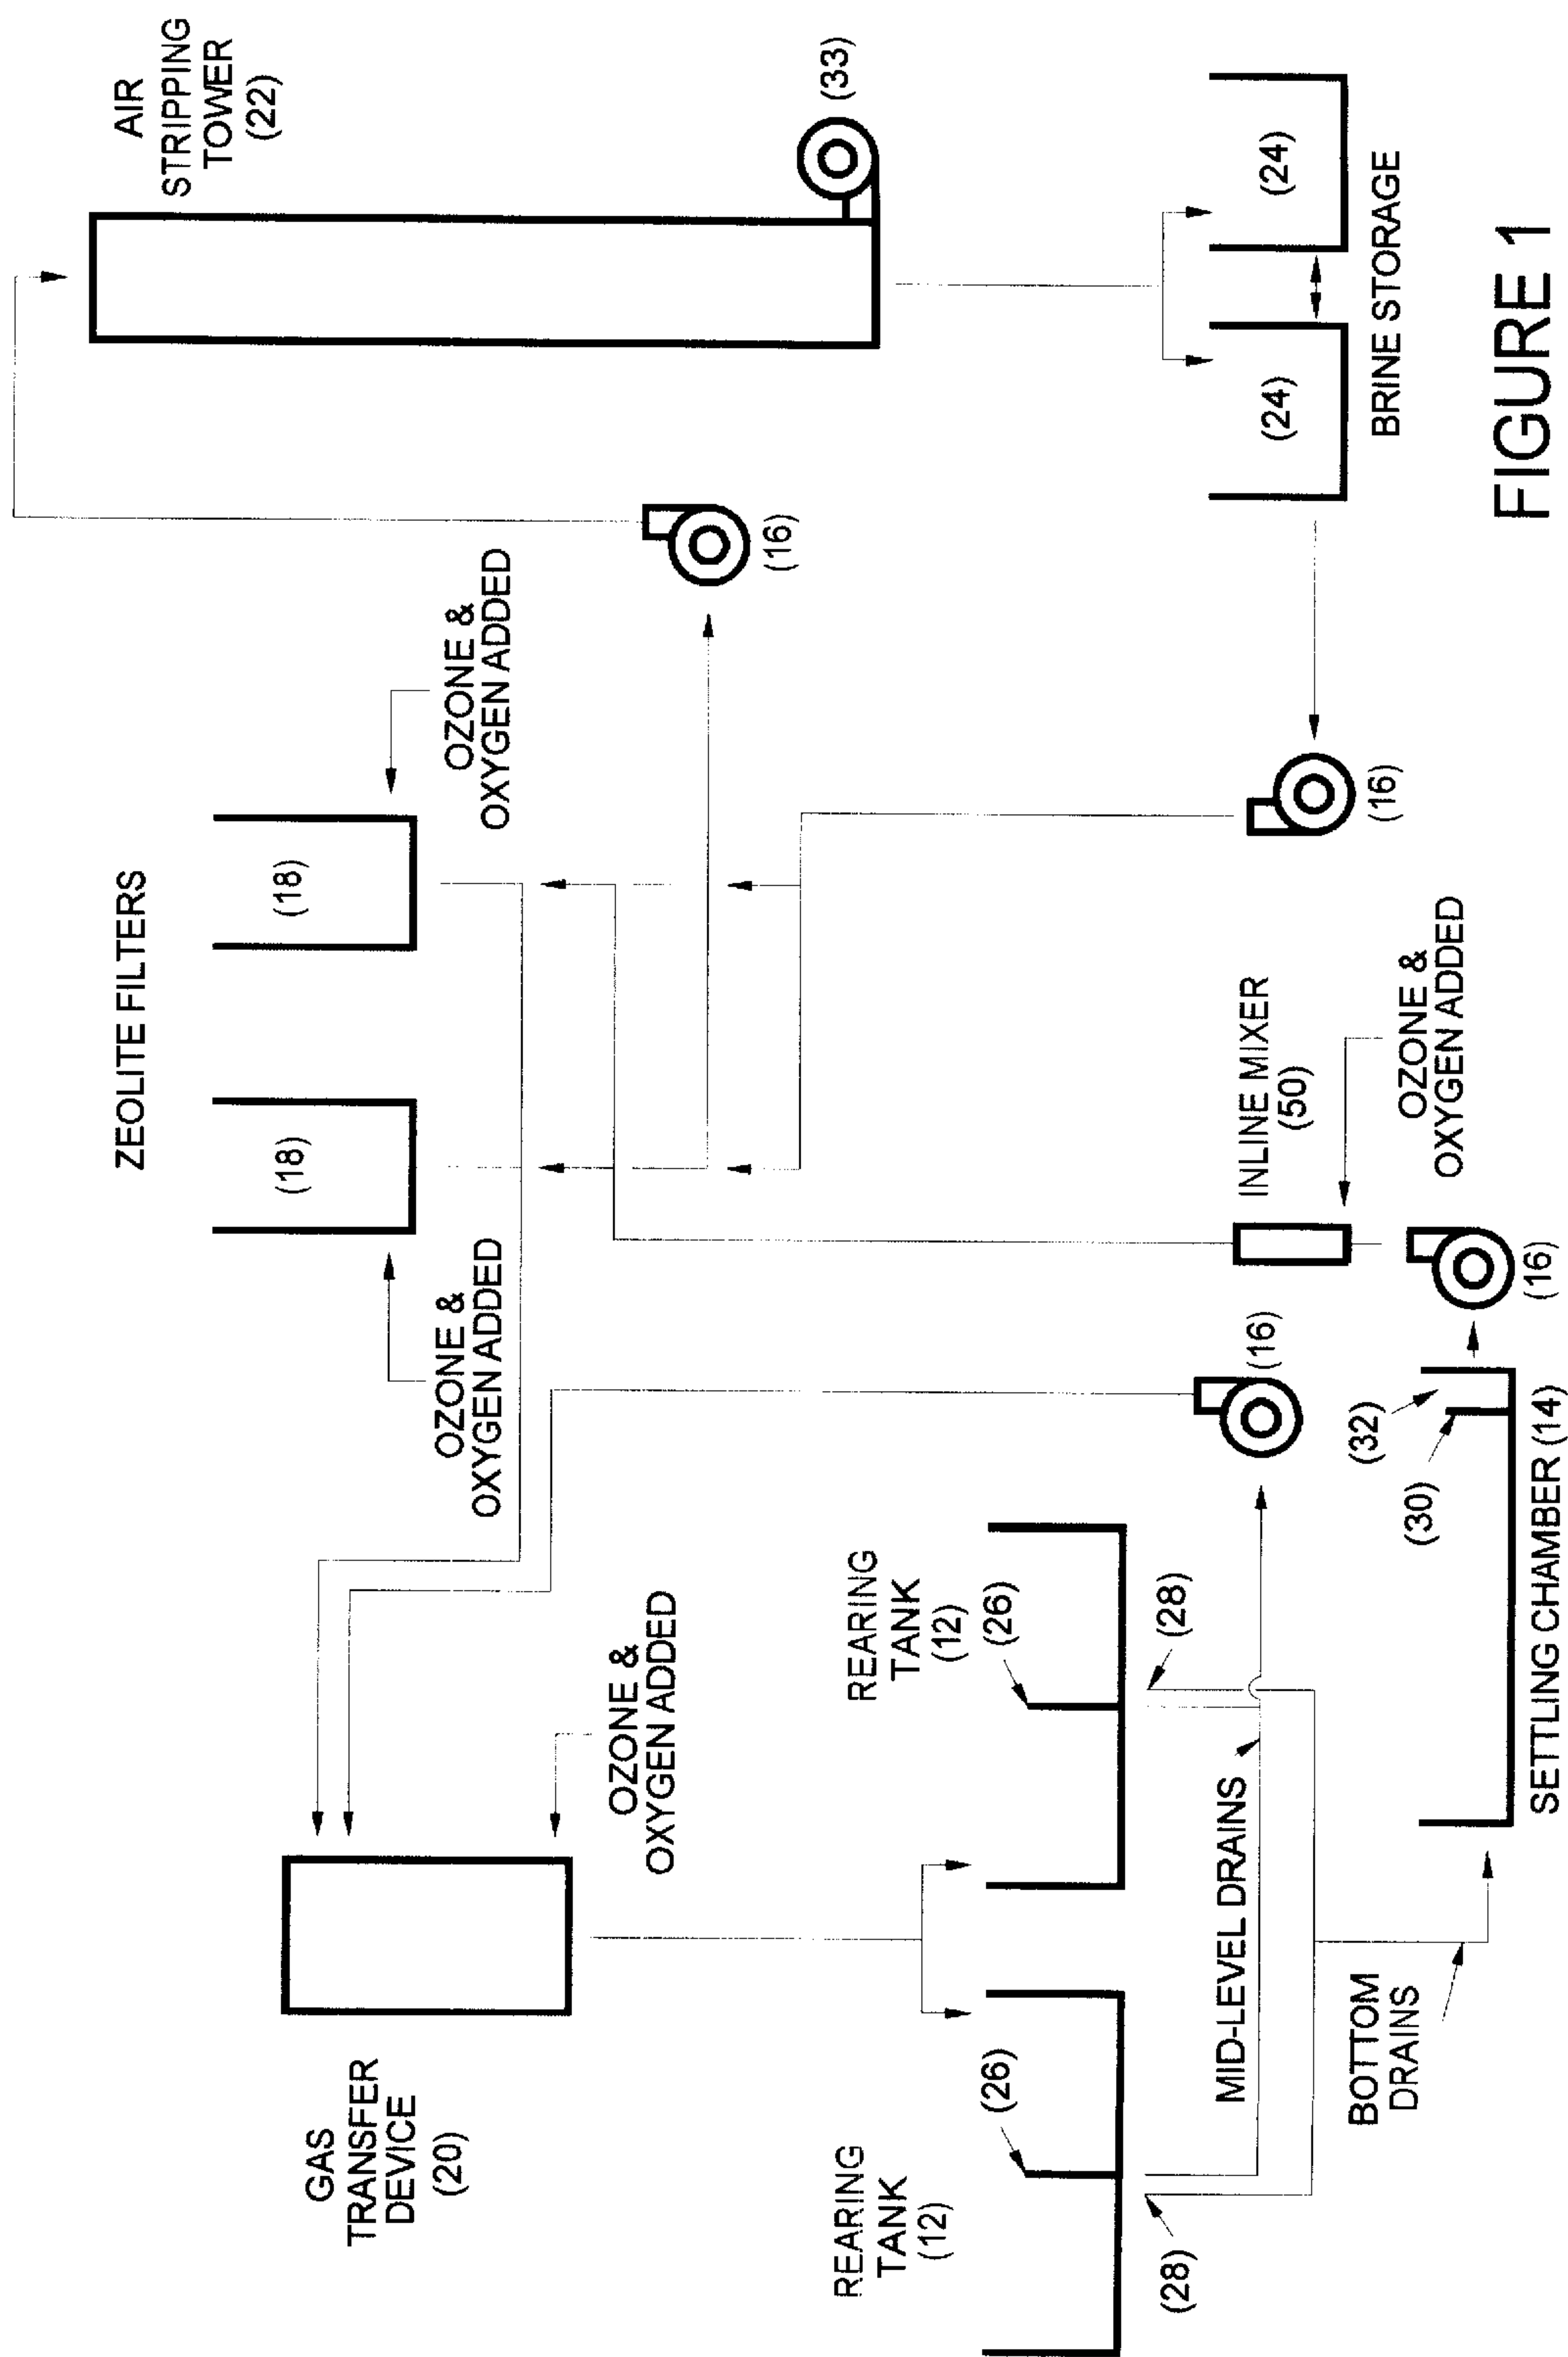 GAS
TRANSFER
DEVICE
(20)
OZONE &
OXYGEN ADDED
REARING
TANK
(12)
(26)
REARING
TANK
(12)
(26)
(28)
(28)
MID-LEVEL DRAINS
BOTTOM
DRAINS
SETTLING CHAMBER (14)
(30)
(32)
(16)
(16)
INLINE MIXER
(50)
OZONE &
OXYGEN ADDED
ZEOLITE FILTERS
(18)
(18)
OZONE &
OXYGEN ADDED
OZONE &
OXYGEN ADDED
(16)
(16)
AIR
STRIPPING
TOWER
(22)
(33)
(24)
(24)
BRINE STORAGE
FIGURE 1